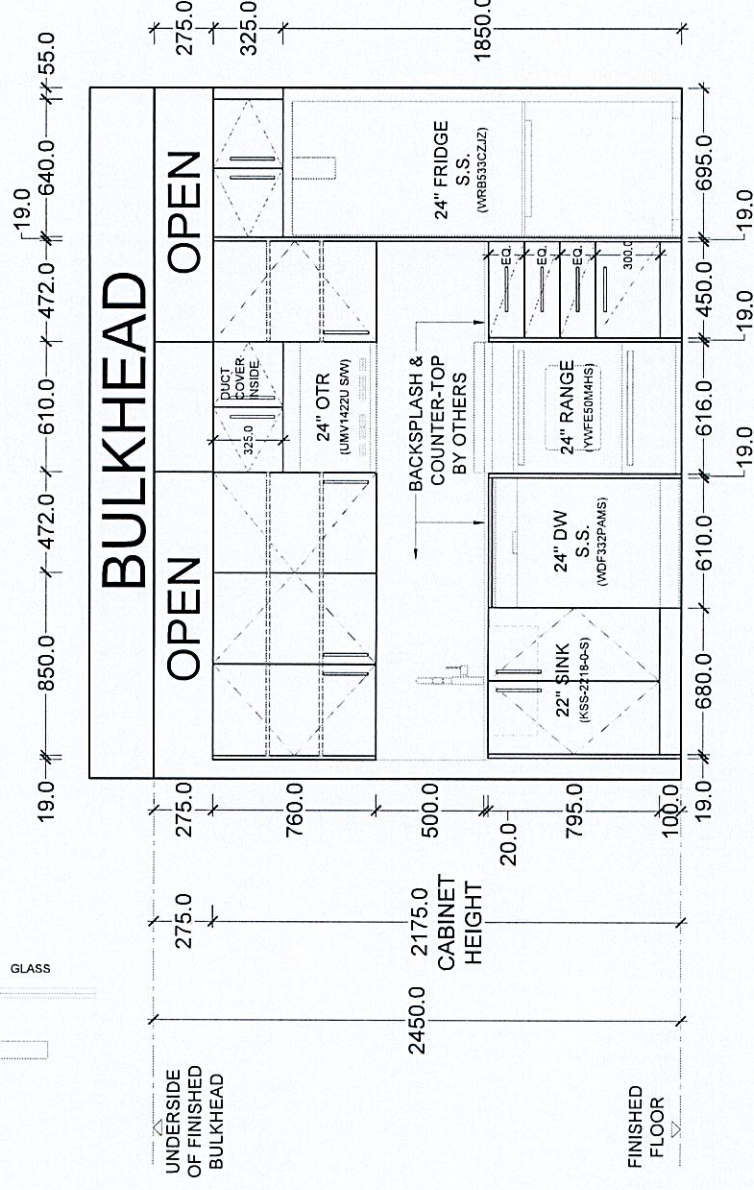 GLASS
19.0
19.0
850.0
472.0
610.0
472.0
640.0
55.0
BULKHEAD
OPEN
OPEN
275.0
325.0
1850.0
DUCT
COVER
INSIDE
325.0
24" OTR
(UMV1422U S/W)
24" FRIDGE
S.S.
(WRB533CZJZ)
BACKSPLASH &
COUNTER-TOP
BY OTHERS
22" SINK
(KSS-2218-0-S)
24" DW
S.S.
(WDF332PAMS)
24" RANGE
(YWFE50M4HS)
EQ.
EQ.
EQ.
300.0
19.0
680.0
610.0
616.0
450.0
695.0
19.0
19.0
19.0
275.0
760.0
500.0
20.0
795.0
100.0
275.0
2175.0
CABINET
HEIGHT
2450.0
UNDERSIDE
OF FINISHED
BULKHEAD
FINISHED
FLOOR